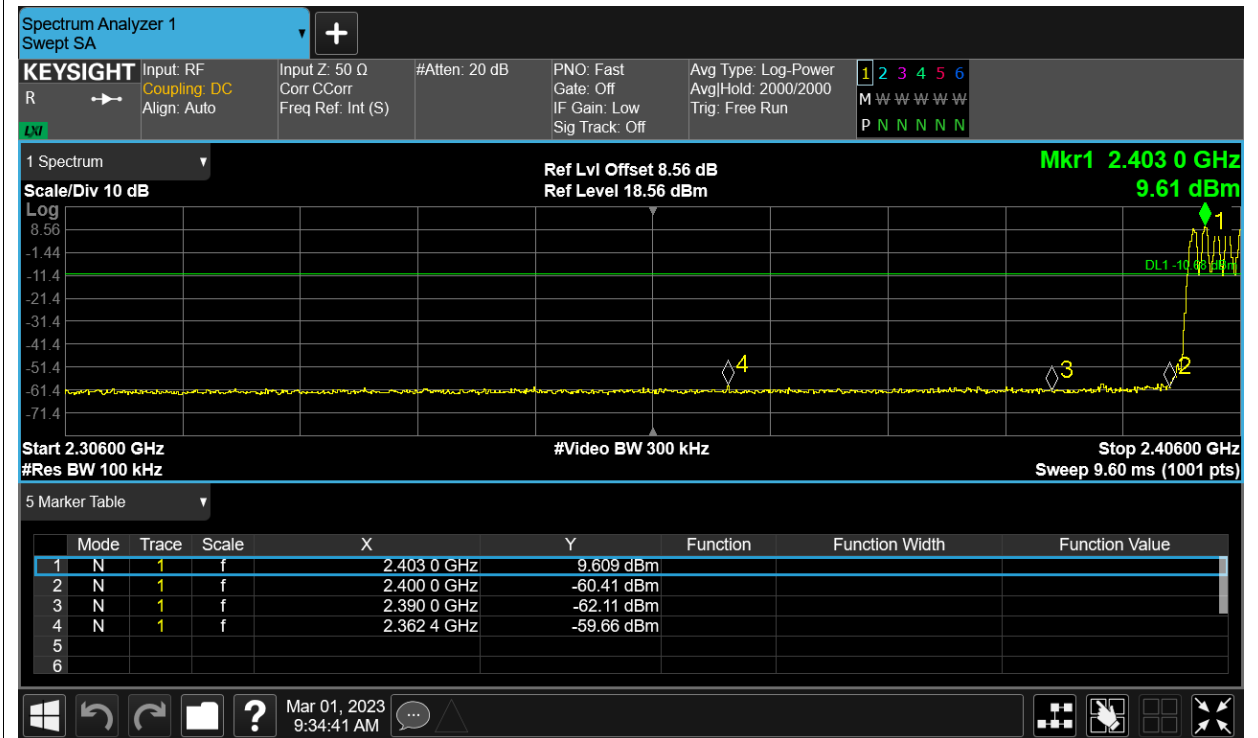 Spectrum Analyzer 1
Swept SA
+
KEYSIGHT Input: RF Input Z: 50 Ω #Atten: 20 dB PNO: Fast Avg Type: Log-Power 1 2 3 4 5 6
R Coupling: DC Corr CCorr Gate: Off Avg|Hold: 2000/2000 M W W W W W
Align: Auto Freq Ref: Int (S) IF Gain: Low Trig: Free Run
LXI Sig Track: Off P N N N N N
1 Spectrum Ref Lvl Offset 8.56 dB Mkr1 2.403 0 GHz
Scale/Div 10 dB Ref Level 18.56 dBm 9.61 dBm
Log
1
8.56
-1.44
DL1 -10.68 dBm
-11.4
-21.4
-31.4
-41.4
-51.4
4 3 2
-61.4
-71.4
Start 2.30600 GHz #Video BW 300 kHz Stop 2.40600 GHz
#Res BW 100 kHz Sweep 9.60 ms (1001 pts)
5 Marker Table
Mode Trace Scale X Y Function Function Width Function Value
1 N 1 f 2.403 0 GHz 9.609 dBm
2 N 1 f 2.400 0 GHz -60.41 dBm
3 N 1 f 2.390 0 GHz -62.11 dBm
4 N 1 f 2.362 4 GHz -59.66 dBm
5
6
? Mar 01, 2023
9:34:41 AM